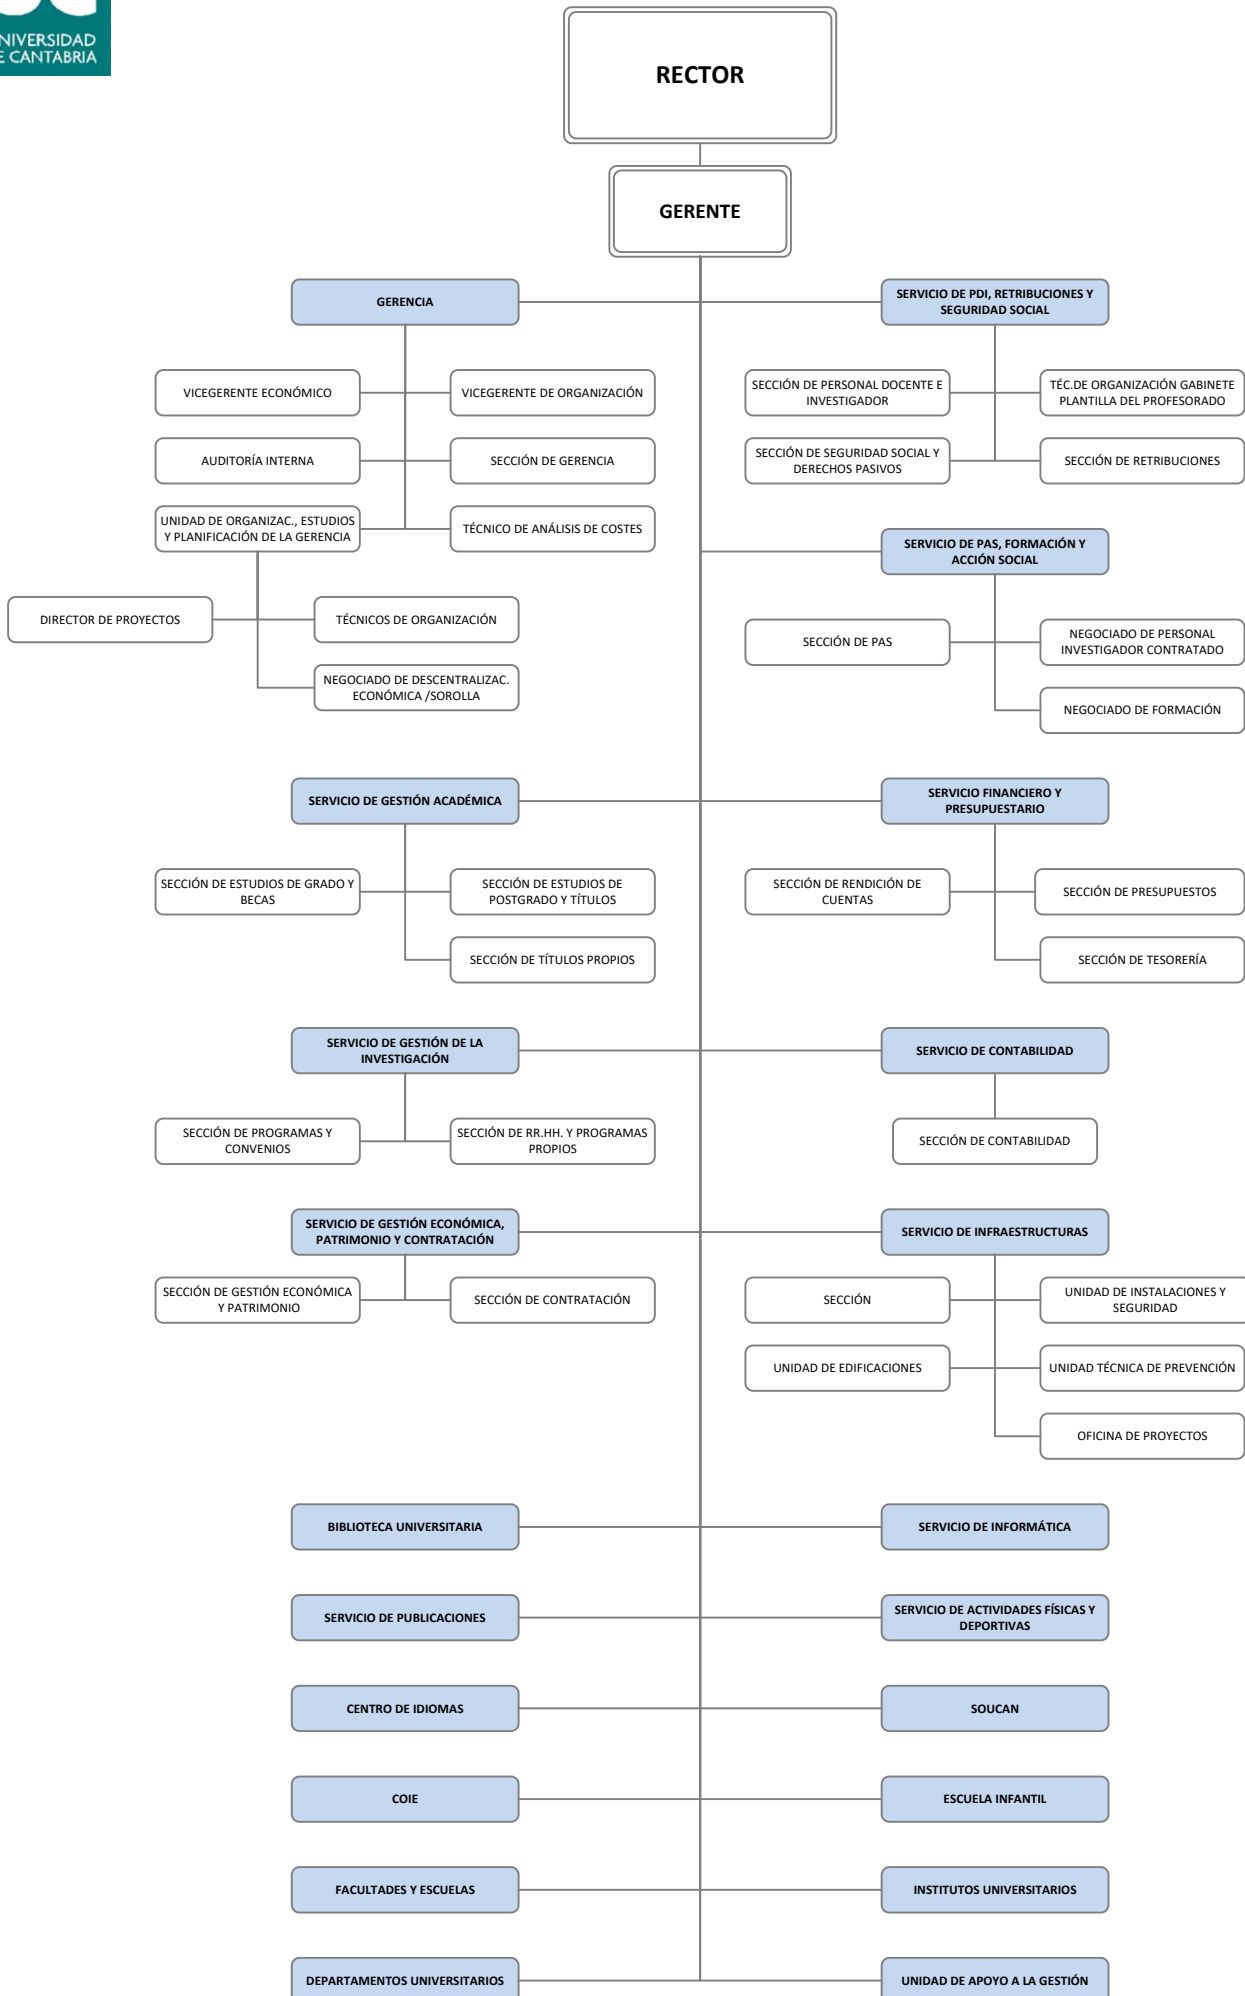 NIVERSIDAD
E CANTABRIA
RECTOR
GERENTE
GERENCIA
SERVICIO DE PDI, RETRIBUCIONES Y
SEGURIDAD SOCIAL
VICEGERENTE ECONÓMICO
VICEGERENTE DE ORGANIZACIÓN
SECCIÓN DE PERSONAL DOCENTE E
INVESTIGADOR
TÉC.DE ORGANIZACIÓN GABINETE
PLANTILLA DEL PROFESORADO
AUDITORÍA INTERNA
SECCIÓN DE GERENCIA
SECCIÓN DE SEGURIDAD SOCIAL Y
DERECHOS PASIVOS
SECCIÓN DE RETRIBUCIONES
UNIDAD DE ORGANIZAC., ESTUDIOS
Y PLANIFICACIÓN DE LA GERENCIA
TÉCNICO DE ANÁLISIS DE COSTES
SERVICIO DE PAS, FORMACIÓN Y
ACCIÓN SOCIAL
DIRECTOR DE PROYECTOS
TÉCNICOS DE ORGANIZACIÓN
SECCIÓN DE PAS
NEGOCIADO DE PERSONAL
INVESTIGADOR CONTRATADO
NEGOCIADO DE DESCENTRALIZAC.
ECONÓMICA /SOROLLA
NEGOCIADO DE FORMACIÓN
SERVICIO DE GESTIÓN ACADÉMICA
SERVICIO FINANCIERO Y
PRESUPUESTARIO
SECCIÓN DE ESTUDIOS DE GRADO Y
BECAS
SECCIÓN DE ESTUDIOS DE
POSTGRADO Y TÍTULOS
SECCIÓN DE RENDICIÓN DE
CUENTAS
SECCIÓN DE PRESUPUESTOS
SECCIÓN DE TÍTULOS PROPIOS
SECCIÓN DE TESORERÍA
SERVICIO DE GESTIÓN DE LA
INVESTIGACIÓN
SERVICIO DE CONTABILIDAD
SECCIÓN DE PROGRAMAS Y
CONVENIOS
SECCIÓN DE RR.HH. Y PROGRAMAS
PROPIOS
SECCIÓN DE CONTABILIDAD
SERVICIO DE GESTIÓN ECONÓMICA,
PATRIMONIO Y CONTRATACIÓN
SERVICIO DE INFRAESTRUCTURAS
SECCIÓN DE GESTIÓN ECONÓMICA
Y PATRIMONIO
SECCIÓN DE CONTRATACIÓN
SECCIÓN
UNIDAD DE INSTALACIONES Y
SEGURIDAD
UNIDAD DE EDIFICACIONES
UNIDAD TÉCNICA DE PREVENCIÓN
OFICINA DE PROYECTOS
BIBLIOTECA UNIVERSITARIA
SERVICIO DE INFORMÁTICA
SERVICIO DE PUBLICACIONES
SERVICIO DE ACTIVIDADES FÍSICAS Y
DEPORTIVAS
CENTRO DE IDIOMAS
SOUCAN
COIE
ESCUELA INFANTIL
FACULTADES Y ESCUELAS
INSTITUTOS UNIVERSITARIOS
DEPARTAMENTOS UNIVERSITARIOS
UNIDAD DE APOYO A LA GESTIÓN